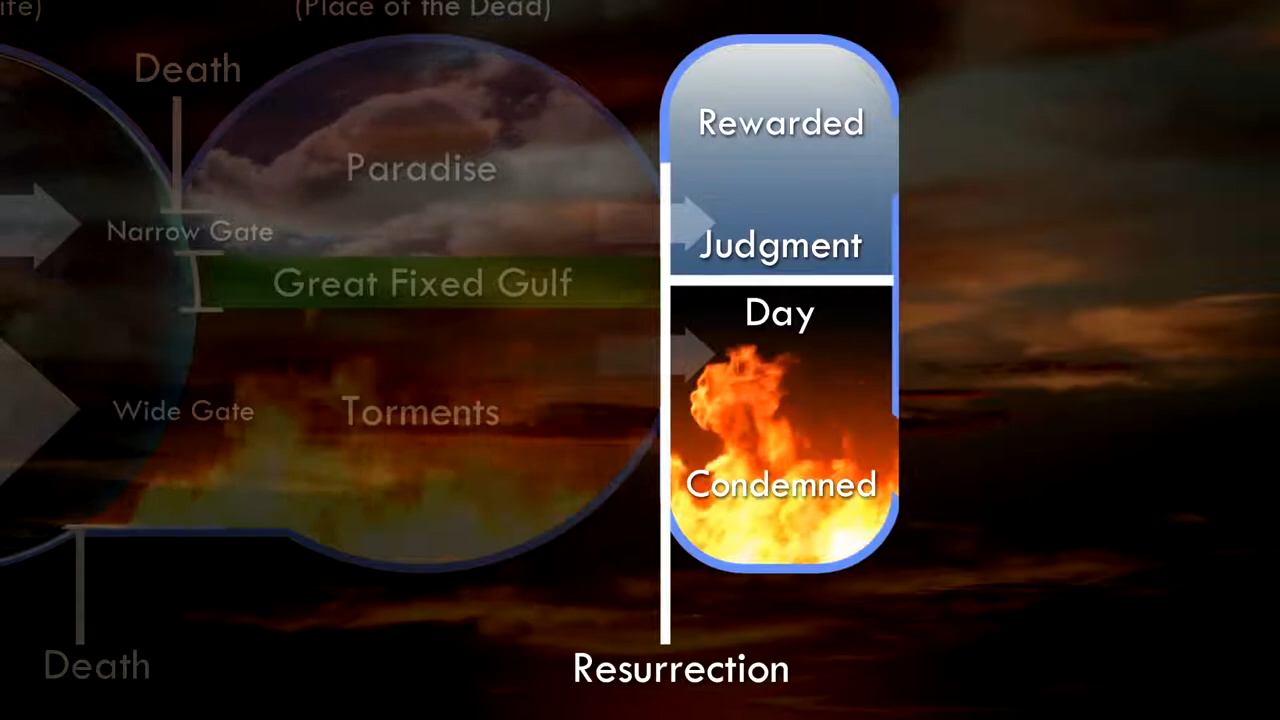 ife)
(Place of the Dead)
Death
Rewarded
Paradise
Narrow Gate
Judgment
Great Fixed Gulf
Day
Wide Gate
Torments
Condemned
Death
Resurrection